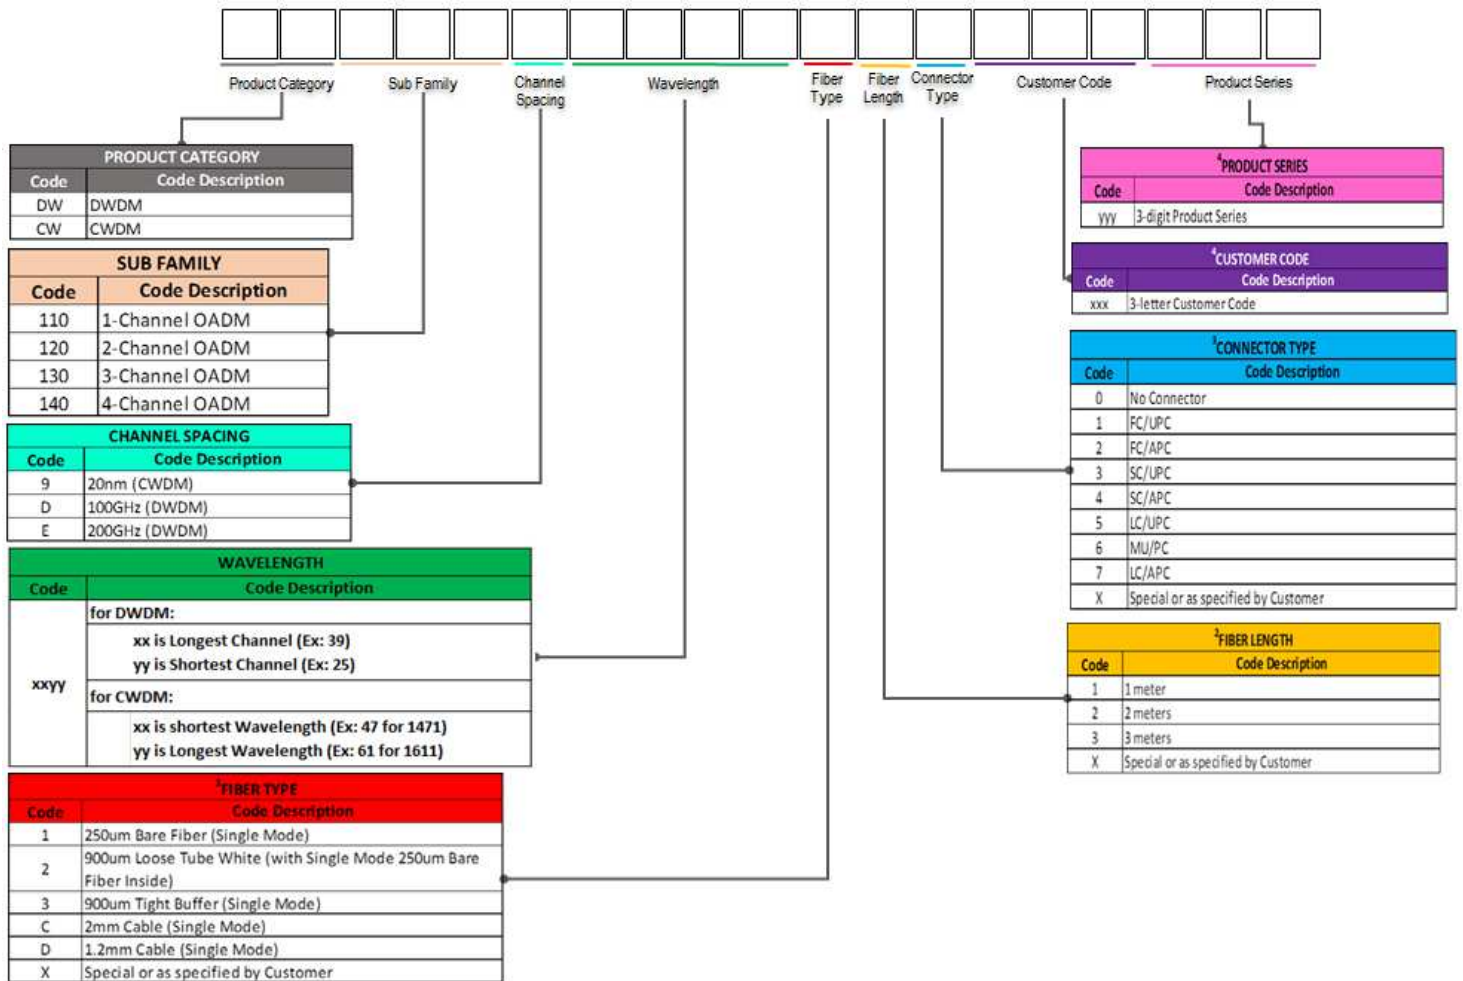 Product Category
Sub Family
Channel
Spacing
Wavelength
Fiber
Type
Fiber
Length
Connector
Type
Customer Code
Product Series
PRODUCT CATEGORY
Code Code Description
DW DWDM
CW CWDM
SUB FAMILY
Code Code Description
110 1-Channel OADM
120 2-Channel OADM
130 3-Channel OADM
140 4-Channel OADM
CHANNEL SPACING
Code Code Description
9 20nm (CWDM)
D 100GHz (DWDM)
E 200GHz (DWDM)
WAVELENGTH
Code Code Description
xxyy
for DWDM:
xx is Longest Channel (Ex: 39)
yy is Shortest Channel (Ex: 25)
for CWDM:
xx is shortest Wavelength (Ex: 47 for 1471)
yy is Longest Wavelength (Ex: 61 for 1611)
FIBER TYPE
Code Code Description
1 250um Bare Fiber (Single Mode)
2 900um Loose Tube White (with Single Mode 250um Bare
Fiber Inside)
3 900um Tight Buffer (Single Mode)
C 2mm Cable (Single Mode)
D 1.2mm Cable (Single Mode)
X Special or as specified by Customer
⁴PRODUCT SERIES
Code Code Description
yyy 3-digit Product Series
⁴CUSTOMER CODE
Code Code Description
xxx 3-letter Customer Code
³CONNECTOR TYPE
Code Code Description
0 No Connector
1 FC/UPC
2 FC/APC
3 SC/UPC
4 SC/APC
5 LC/UPC
6 MU/PC
7 LC/APC
X Special or as specified by Customer
²FIBER LENGTH
Code Code Description
1 1 meter
2 2 meters
3 3 meters
X Special or as specified by Customer